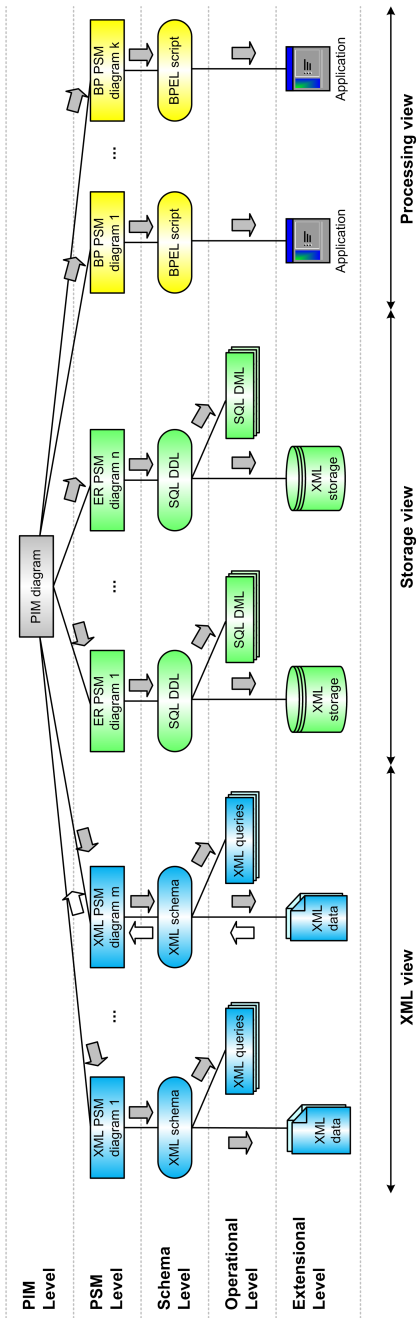 PIM
Level
PIM diagram
PSM
Level
XML PSM
diagram 1
...
XML PSM
diagram m
ER PSM
diagram 1
...
ER PSM
diagram n
BP PSM
diagram 1
...
BP PSM
diagram k
Schema
Level
XML schema
XML schema
SQL DDL
SQL DDL
BPEL script
BPEL script
Operational
Level
XML queries
XML queries
SQL DML
SQL DML
Extensional Level
XML
data
XML
data
XML
storage
XML
storage
Application
Application
XML view
Storage view
Processing view